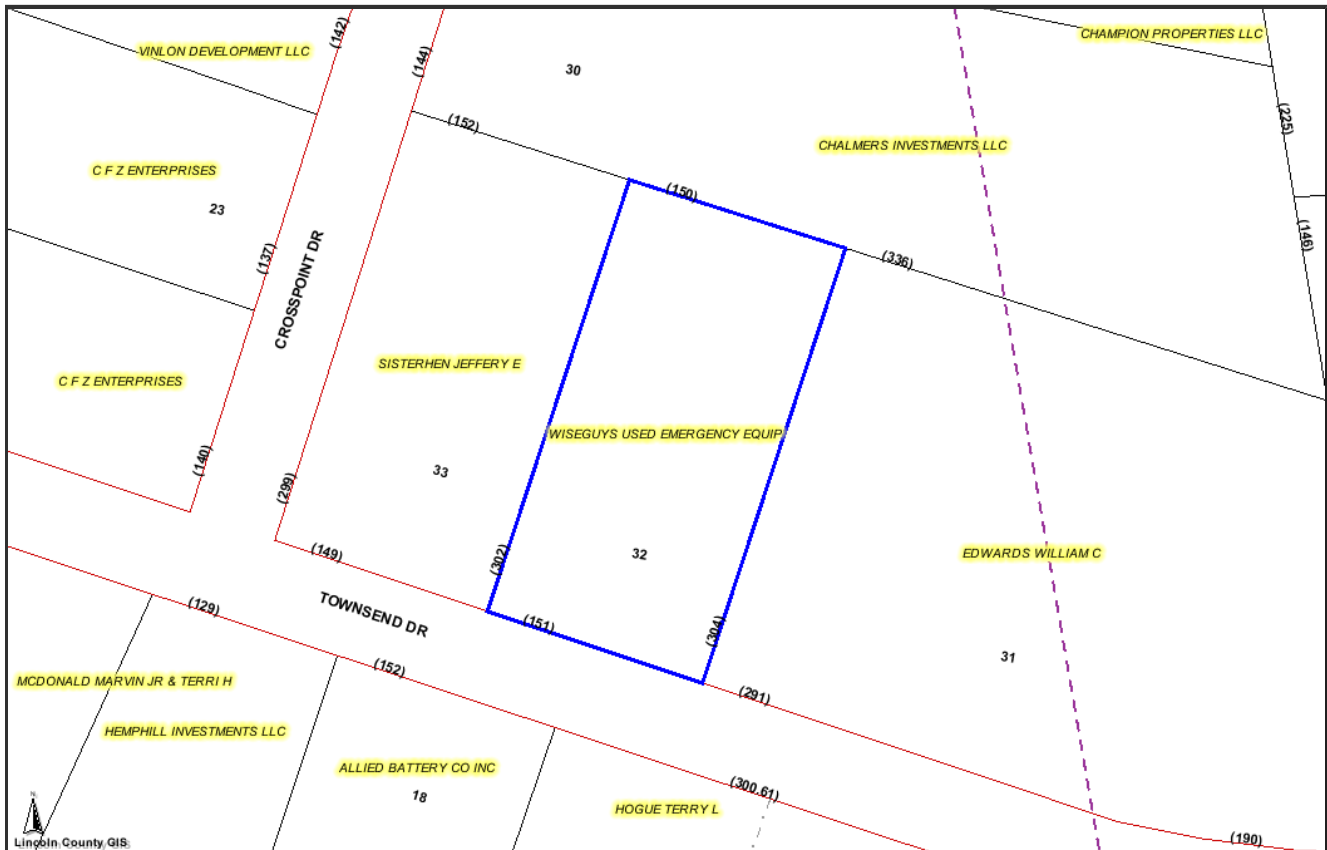 (142)
CHAMPION PROPERTIES LLC
VINLON DEVELOPMENT LLC
(144)
30
(225)
(152)
CHALMERS INVESTMENTS LLC
C F Z ENTERPRISES
(150)
23
(146)
(137)
(336)
CROSSPOINT DR
SISTERHEN JEFFERY E
C F Z ENTERPRISES
WISEGUYS USED EMERGENCY EQUIP
(140)
33
(299)
(149)
(302)
32
EDWARDS WILLIAM C
(129)
TOWNSEND DR
(151)
(304)
31
(152)
MCDONALD MARVIN JR & TERRI H
(291)
HEMPHILL INVESTMENTS LLC
ALLIED BATTERY CO INC
18
(300.61)
HOGUE TERRY L
N
Lincoln County GIS
(190)